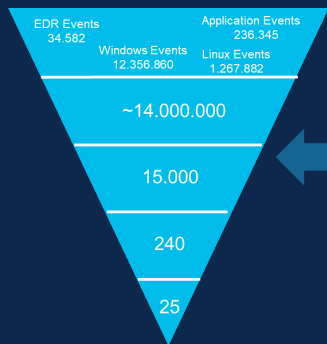 EDR Events
34.582
Application Events
236.345
Windows Events
12.356.860
Linux Events
1.267.882
~14.000.000
15.000
240
25